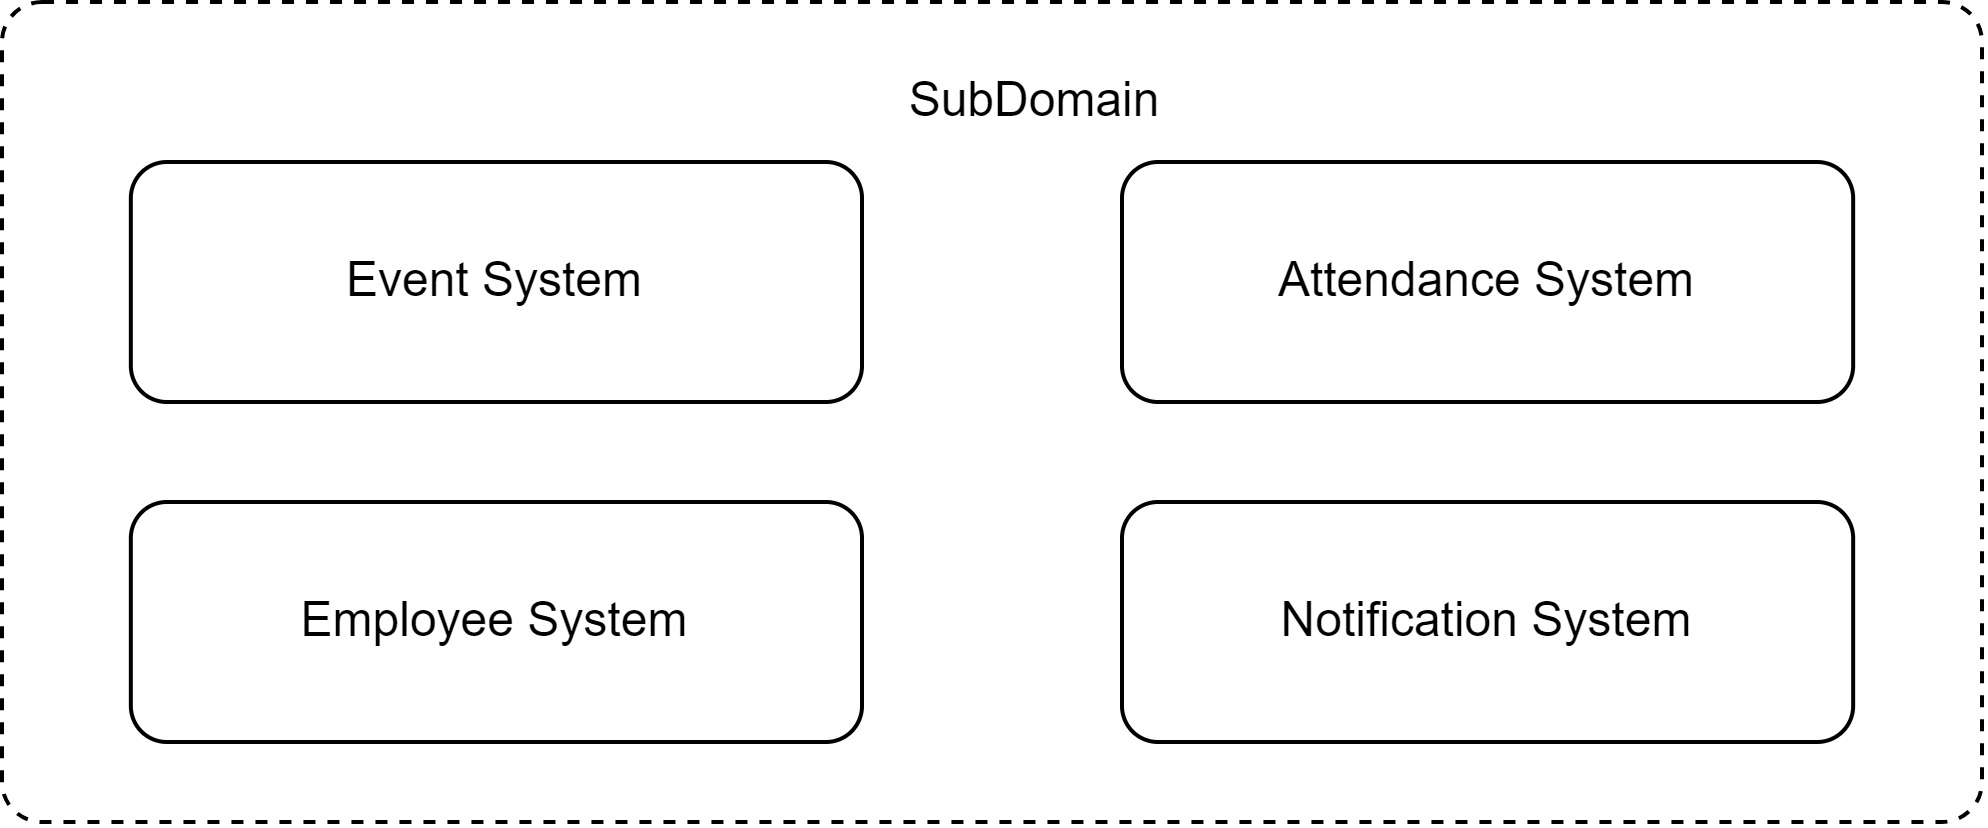 SubDomain
Event System
Attendance System
Employee System
Notification System